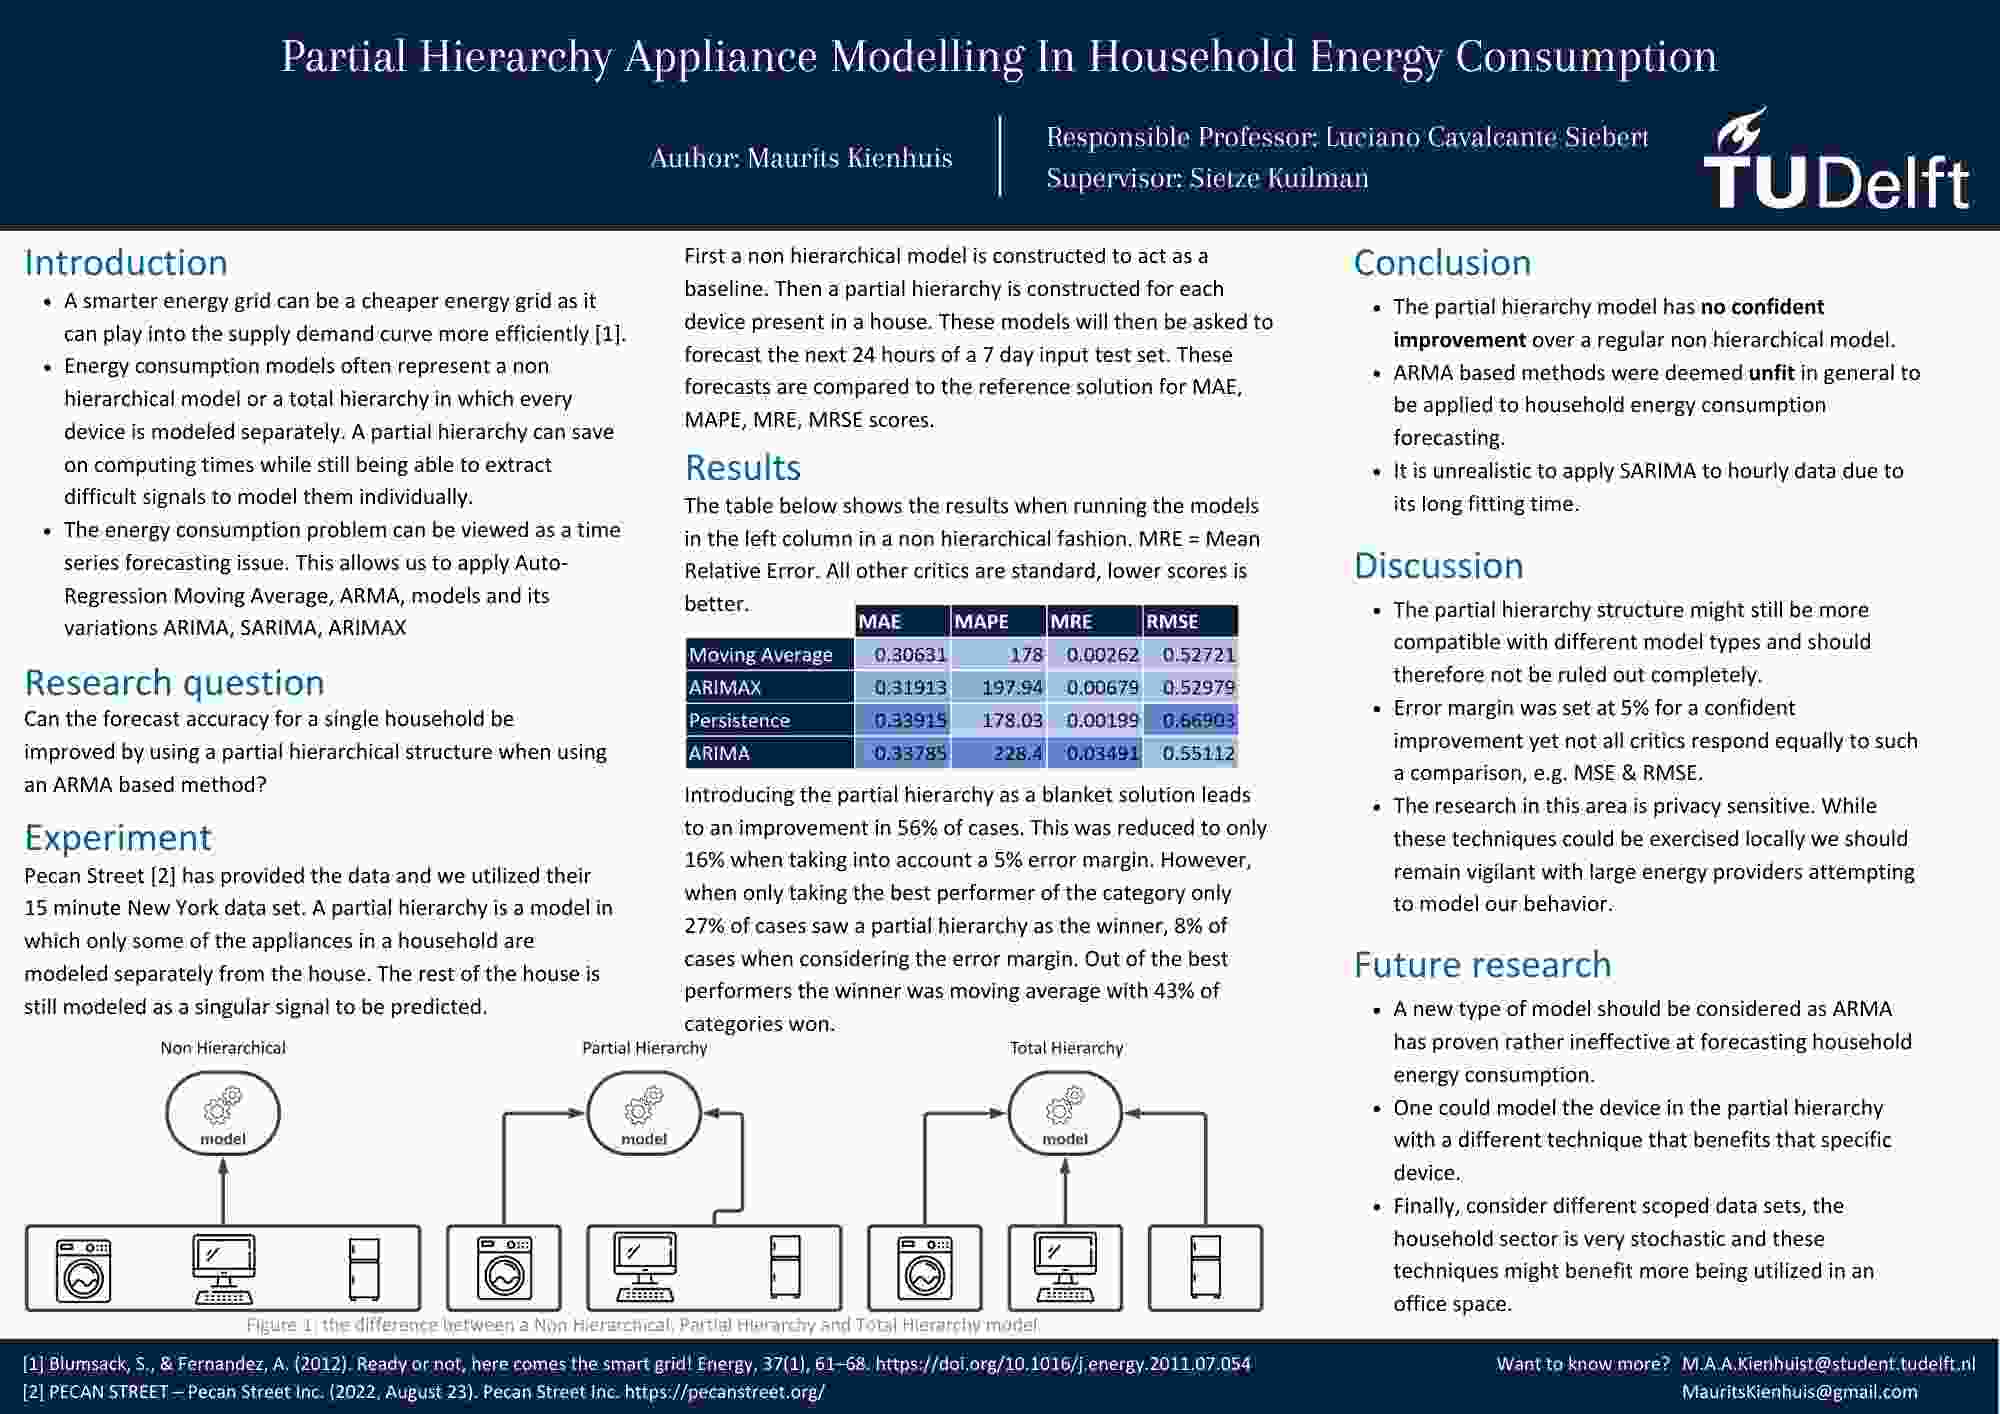 Partial Hierarchy Appliance Modelling In Household Energy Consumption
Author: Maurits Kienhuis
Responsible Professor: Luciano Cavalcante Siebert
Supervisor: Sietze Kuilman
TUDelft
Introduction
• A smarter energy grid can be a cheaper energy grid as it
can play into the supply demand curve more efficiently [1].
• Energy consumption models often represent a non
hierarchical model or a total hierarchy in which every
device is modeled separately. A partial hierarchy can save
on computing times while still being able to extract
difficult signals to model them individually.
• The energy consumption problem can be viewed as a time
series forecasting issue. This allows us to apply Auto-
Regression Moving Average, ARMA, models and its
variations ARIMA, SARIMA, ARIMAX
Research question
Can the forecast accuracy for a single household be
improved by using a partial hierarchical structure when using
an ARMA based method?
Experiment
Pecan Street [2] has provided the data and we utilized their
15 minute New York data set. A partial hierarchy is a model in
which only some of the appliances in a household are
modeled separately from the house. The rest of the house is
still modeled as a singular signal to be predicted.
First a non hierarchical model is constructed to act as a
baseline. Then a partial hierarchy is constructed for each
device present in a house. These models will then be asked to
forecast the next 24 hours of a 7 day input test set. These
forecasts are compared to the reference solution for MAE,
MAPE, MRE, MRSE scores.
Results
The table below shows the results when running the models
in the left column in a non hierarchical fashion. MRE = Mean
Relative Error. All other critics are standard, lower scores is
better.
MAE MAPE MRE RMSE
Moving Average 0.30631 178 0.00262 0.52721
ARIMAX 0.31913 197.94 0.00679 0.52979
Persistence 0.33915 178.03 0.00199 0.66903
ARIMA 0.33785 228.4 0.03491 0.55112
Introducing the partial hierarchy as a blanket solution leads
to an improvement in 56% of cases. This was reduced to only
16% when taking into account a 5% error margin. However,
when only taking the best performer of the category only
27% of cases saw a partial hierarchy as the winner, 8% of
cases when considering the error margin. Out of the best
performers the winner was moving average with 43% of
categories won.
Non Hierarchical
model
Partial Hierarchy
model
Total Hierarchy
model
Figure 1: the difference between a Non Hierarchical, Partial Hierarchy and Total Hierarchy model
Conclusion
• The partial hierarchy model has no confident
improvement over a regular non hierarchical model.
• ARMA based methods were deemed unfit in general to
be applied to household energy consumption
forecasting.
• It is unrealistic to apply SARIMA to hourly data due to
its long fitting time.
Discussion
• The partial hierarchy structure might still be more
compatible with different model types and should
therefore not be ruled out completely.
• Error margin was set at 5% for a confident
improvement yet not all critics respond equally to such
a comparison, e.g. MSE & RMSE.
• The research in this area is privacy sensitive. While
these techniques could be exercised locally we should
remain vigilant with large energy providers attempting
to model our behavior.
Future research
• A new type of model should be considered as ARMA
has proven rather ineffective at forecasting household
energy consumption.
• One could model the device in the partial hierarchy
with a different technique that benefits that specific
device.
• Finally, consider different scoped data sets, the
household sector is very stochastic and these
techniques might benefit more being utilized in an
office space.
[1] Blumsack, S., & Fernandez, A. (2012). Ready or not, here comes the smart grid! Energy, 37(1), 61–68. https://doi.org/10.1016/j.energy.2011.07.054
[2] PECAN STREET – Pecan Street Inc. (2022, August 23). Pecan Street Inc. https://pecanstreet.org/
Want to know more? M.A.A.Kienhuist@student.tudelft.nl
MauritsKienhuis@gmail.com